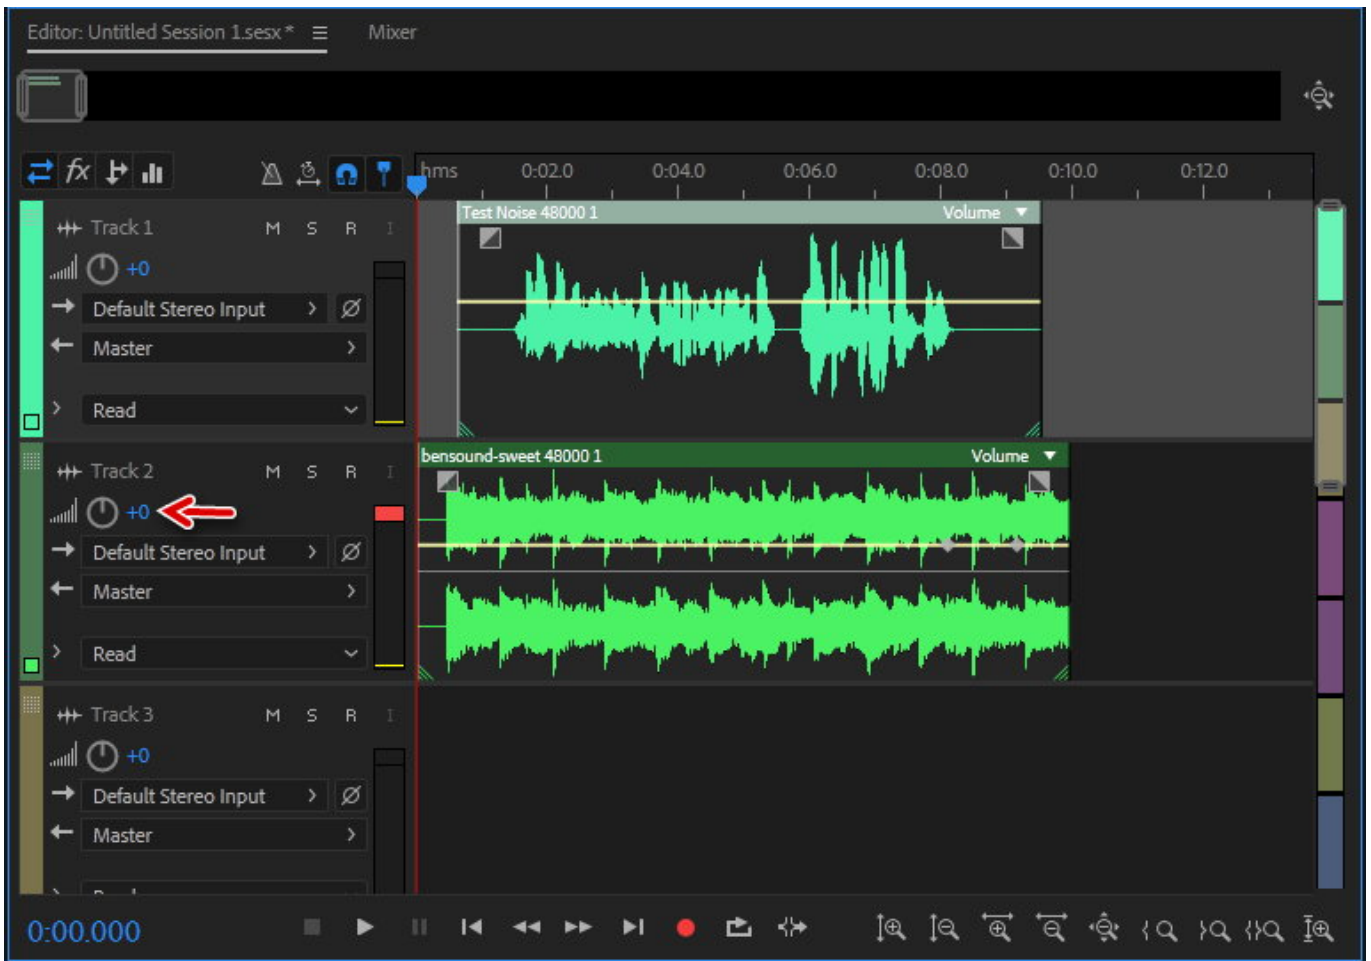 Editor: Untitled Session 1.sesx * Mixer
fx hms 0:02.0 0:04.0 0:06.0 0:08.0 0:10.0 0:12.0
Test Noise 48000 1 Volume
Track 1 M S R I
+0
Default Stereo Input
Master
Read
bensound-sweet 48000 1 Volume
Track 2 M S R I
+0
Default Stereo Input
Master
Read
Track 3 M S R I
+0
Default Stereo Input
Master
0:00.000